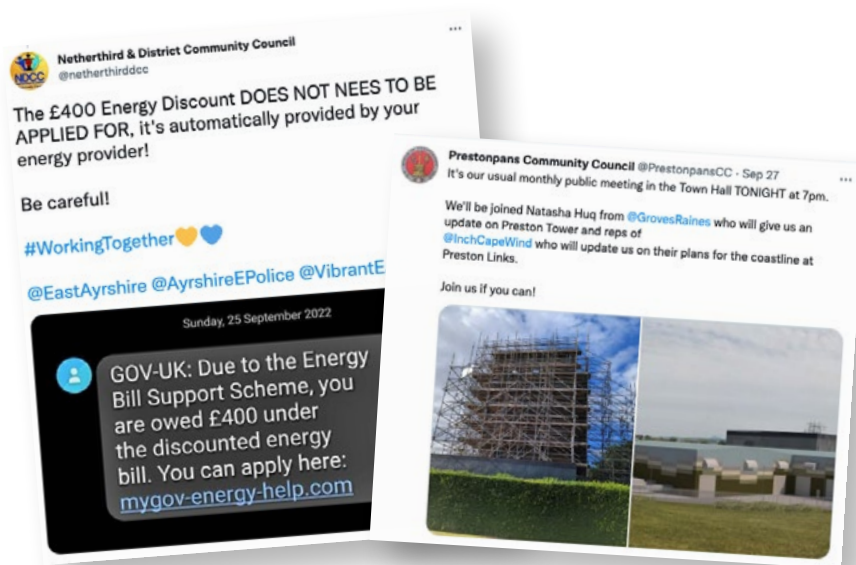 Netherthird & District Community Council
@netherthirddcc
NDCC
The £400 Energy Discount DOES NOT NEES TO BE
APPLIED FOR, it's automatically provided by your
energy provider!
Be careful!
#WorkingTogether🧡💙
@EastAyrshire @AyrshireEPolice @VibrantE
Sunday, 25 September 2022
GOV-UK: Due to the Energy
Bill Support Scheme, you
are owed £400 under
the discounted energy
bill. You can apply here:
mygov-energy-help.com
Prestonpans Community Council @PrestonpansCC · Sep 27
It's our usual monthly public meeting in the Town Hall TONIGHT at 7pm.
We'll be joined Natasha Huq from @GrovesRaines who will give us an
update on Preston Tower and reps of
@InchCapeWind who will update us on their plans for the coastline at
Preston Links.
Join us if you can!